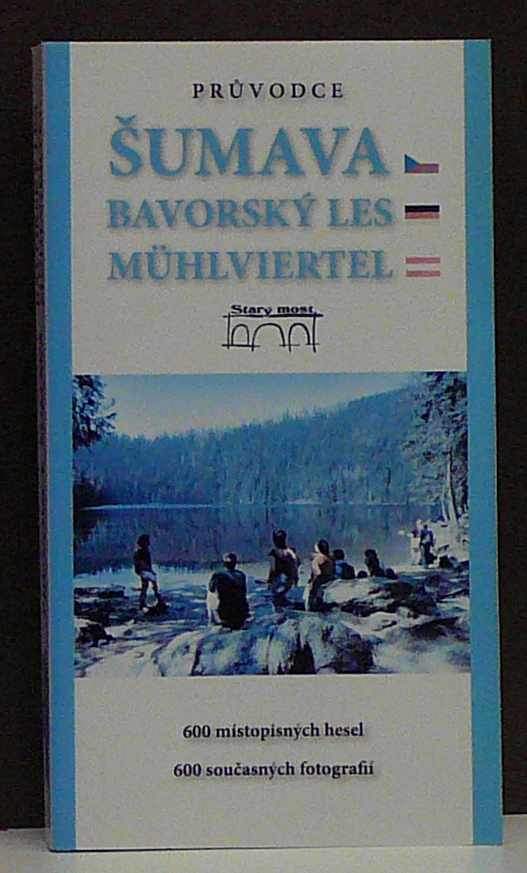 PRŮVODCE
ŠUMAVA
BAVORSKÝ LES
MÜHLVIERTEL
Starý most
600 místopisných hesel
600 současných fotografií